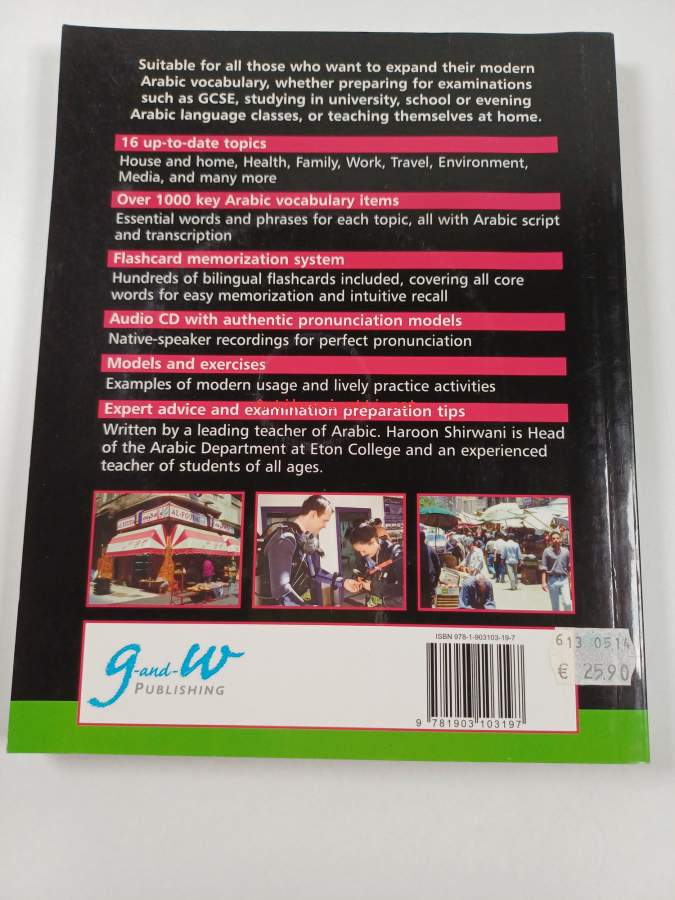 Suitable for all those who want to expand their modern
Arabic vocabulary, whether preparing for examinations
such as GCSE, studying in university, school or evening
Arabic language classes, or teaching themselves at home.
16 up-to-date topics
House and home, Health, Family, Work, Travel, Environment,
Media, and many more
Over 1000 key Arabic vocabulary items
Essential words and phrases for each topic, all with Arabic script
and transcription
Flashcard memorization system
Hundreds of bilingual flashcards included, covering all core
words for easy memorization and intuitive recall
Audio CD with authentic pronunciation models
Native-speaker recordings for perfect pronunciation
Models and exercises
Examples of modern usage and lively practice activities
Expert advice and examination preparation tips
Written by a leading teacher of Arabic. Haroon Shirwani is Head
of the Arabic Department at Eton College and an experienced
teacher of students of all ages.
g-and-w
PUBLISHING
ISBN 978-1-903103-19-7
9 781903 103197
613 0514
€ 25.90